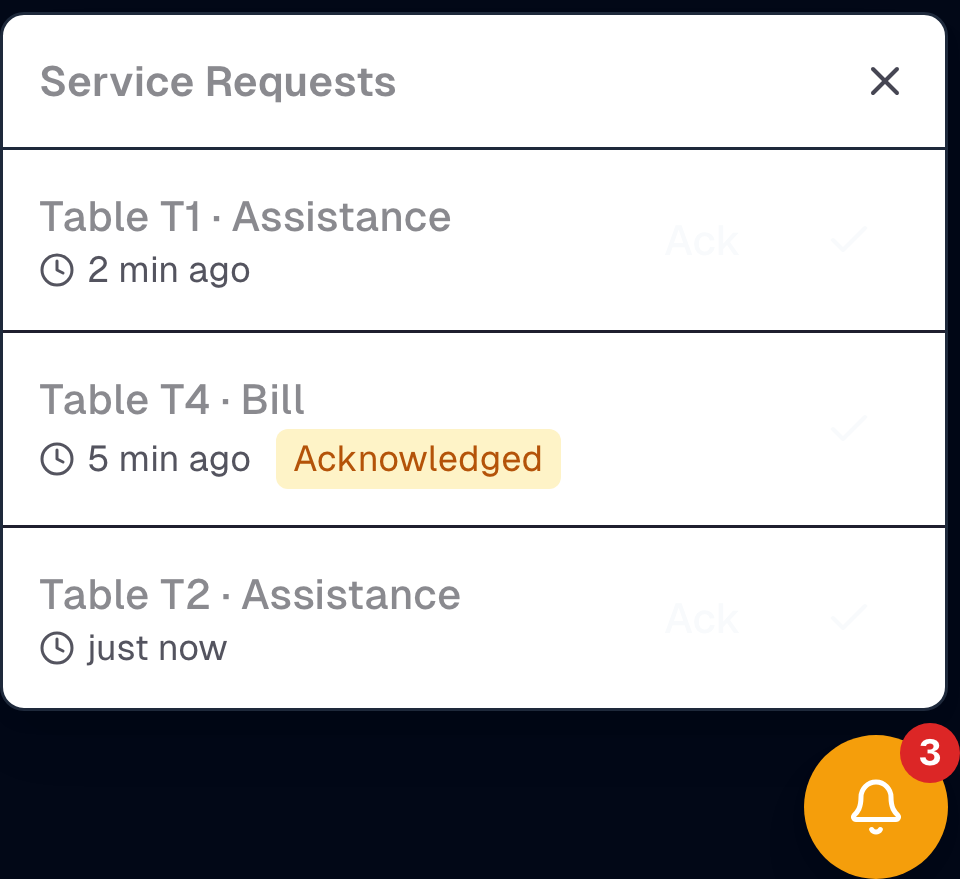 Service Requests
Table T1 · Assistance
2 min ago
Ack
Table T4 · Bill
5 min ago Acknowledged
Table T2 · Assistance
just now
Ack
3